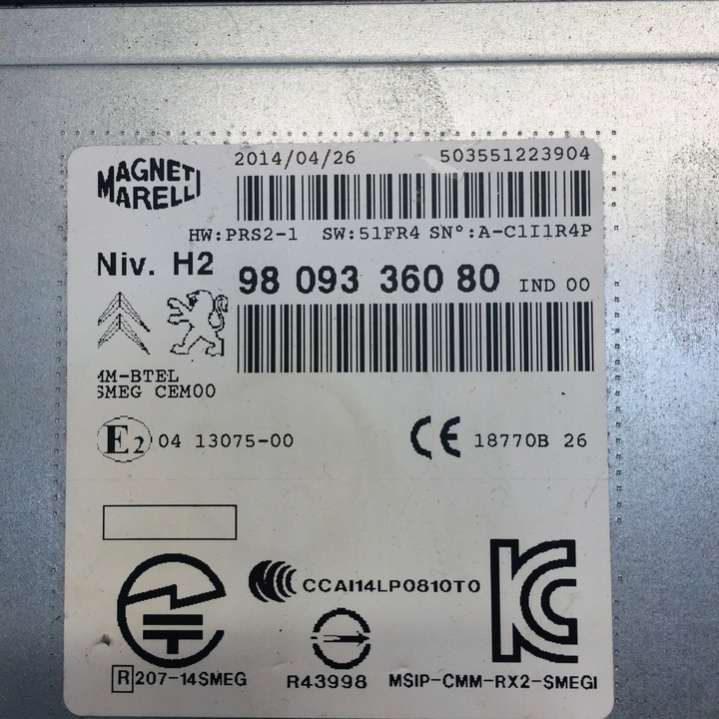 MAGNETI MARELLI
2014/04/26 503551223904
HW:PRS2-1 SW:51FR4 SN°:A-C1I1R4P
Niv. H2
98 093 360 80 IND 00
MM-BTEL
SMEG CEM00
E2 04 13075-00 CE 18770B 26
CCAI14LP0810T0
R 207-14SMEG R43998 MSIP-CMM-RX2-SMEGI